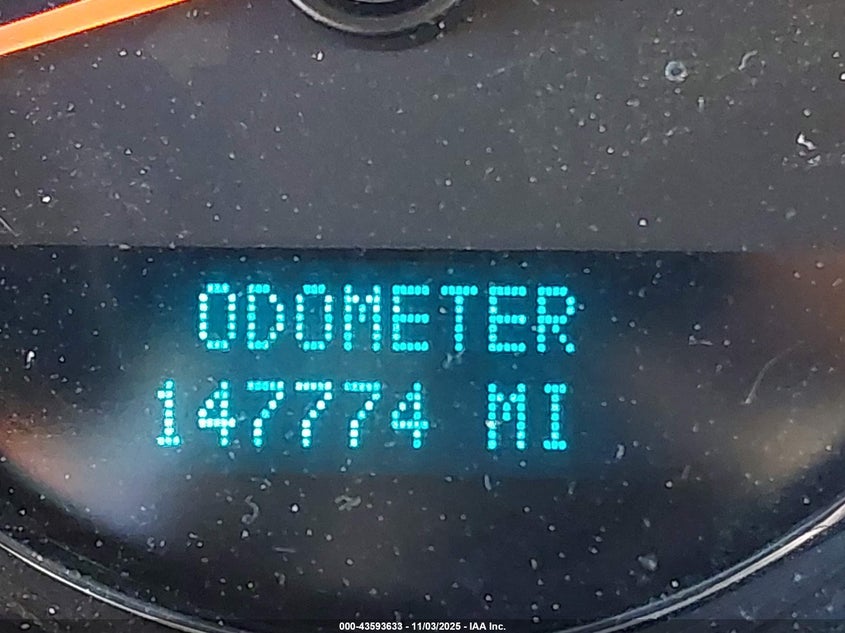 ODOMETER
147774 MI
000-43593633 - 11/03/2025 - IAA Inc.